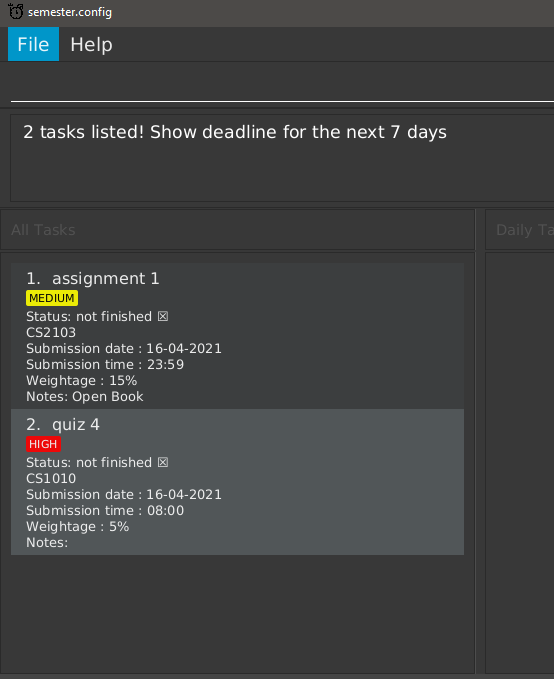 semester.config
File Help
2 tasks listed! Show deadline for the next 7 days
All Tasks
Daily Ta
1. assignment 1
MEDIUM
Status: not finished ☒
CS2103
Submission date : 16-04-2021
Submission time : 23:59
Weightage : 15%
Notes: Open Book
2. quiz 4
HIGH
Status: not finished ☒
CS1010
Submission date : 16-04-2021
Submission time : 08:00
Weightage : 5%
Notes: